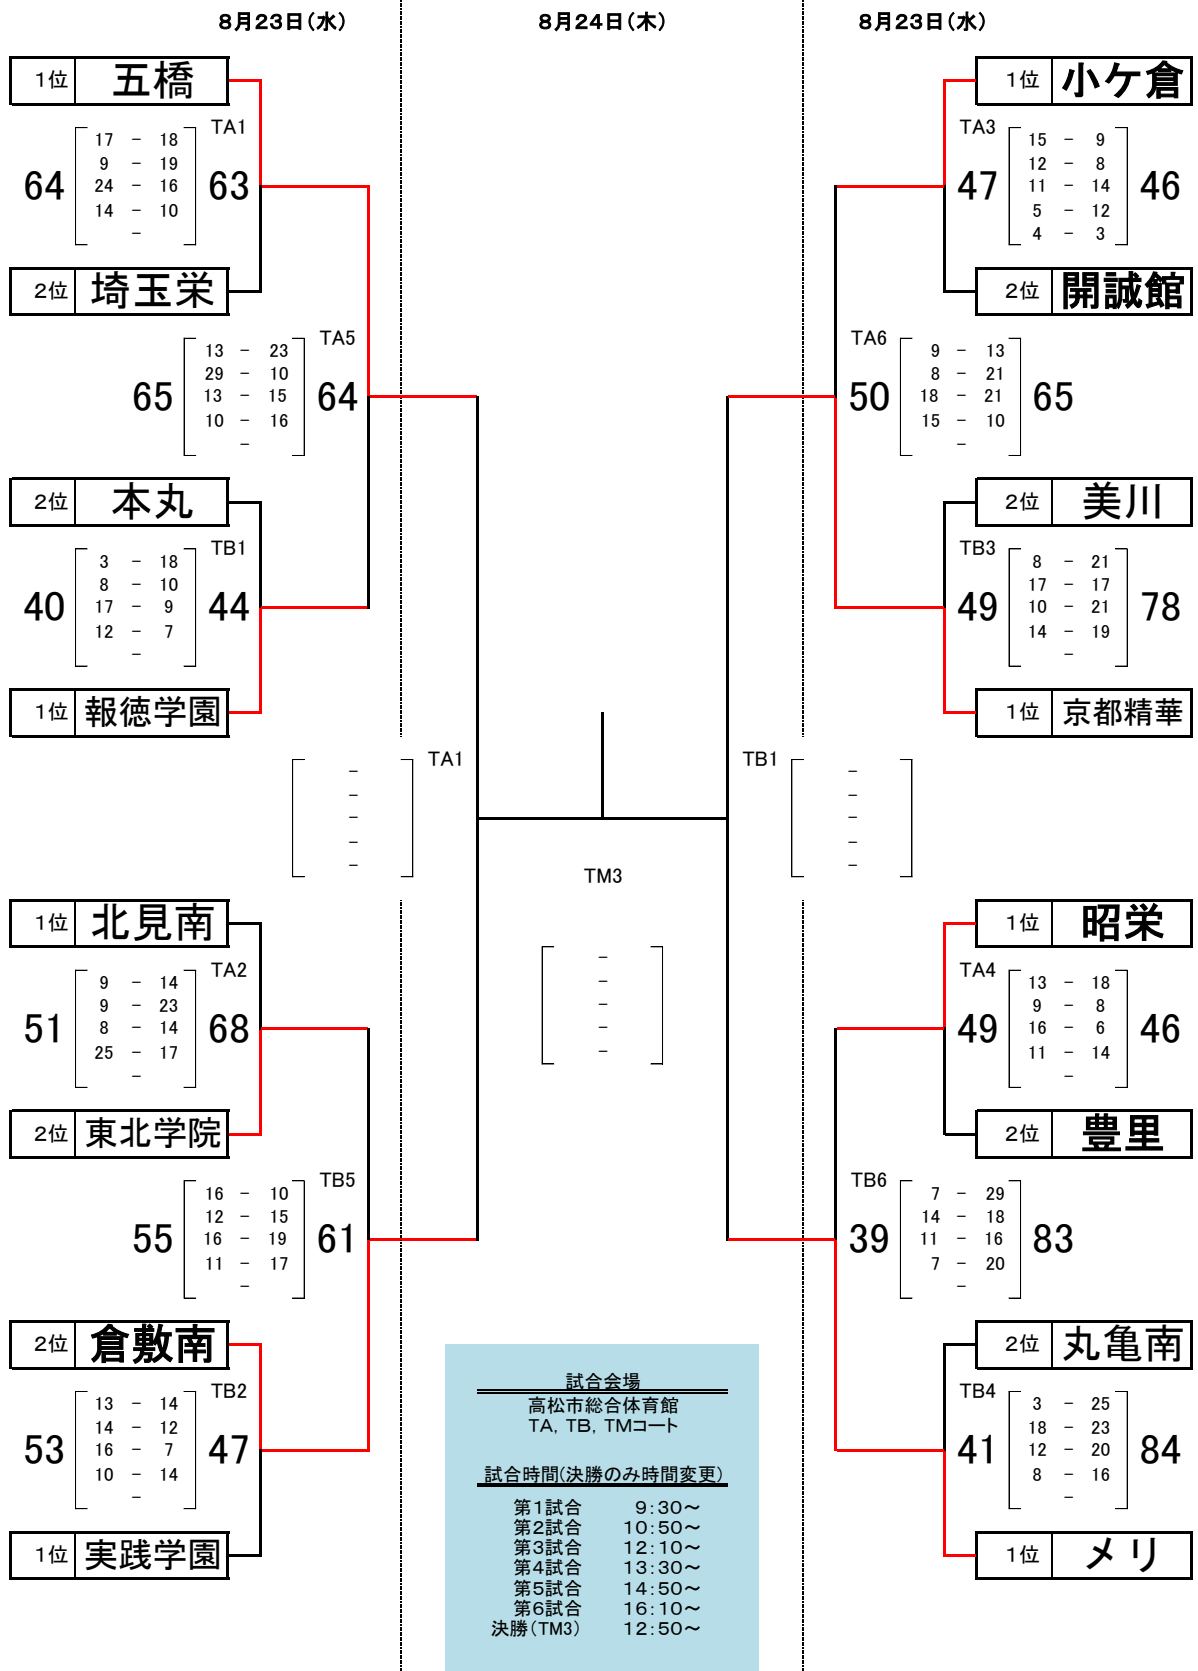 8月23日(水)
8月24日(木)
8月23日(水)
1位 五橋
TA1
64
17 - 18
9 - 19
24 - 16
14 - 10
-
63
2位 埼玉栄
TA5
65
13 - 23
29 - 10
13 - 15
10 - 16
-
64
2位 本丸
TB1
40
3 - 18
8 - 10
17 - 9
12 - 7
-
44
1位 報徳学園
1位 小ケ倉
TA3
47
15 - 9
12 - 8
11 - 14
5 - 12
4 - 3
46
2位 開誠館
TA6
50
9 - 13
8 - 21
18 - 21
15 - 10
-
65
2位 美川
TB3
49
8 - 21
17 - 17
10 - 21
14 - 19
-
78
1位 京都精華
TA1
-
-
-
-
-
TB1
-
-
-
-
-
TM3
-
-
-
-
-
1位 北見南
TA2
51
9 - 14
9 - 23
8 - 14
25 - 17
-
68
2位 東北学院
TB5
55
16 - 10
12 - 15
16 - 19
11 - 17
-
61
2位 倉敷南
TB2
53
13 - 14
14 - 12
16 - 7
10 - 14
-
47
1位 実践学園
1位 昭栄
TA4
49
13 - 18
9 - 8
16 - 6
11 - 14
-
46
2位 豊里
TB6
39
7 - 29
14 - 18
11 - 16
7 - 20
-
83
2位 丸亀南
TB4
41
3 - 25
18 - 23
12 - 20
8 - 16
-
84
1位 メリ
試合会場
高松市総合体育館
TA, TB, TMコート
試合時間(決勝のみ時間変更)
第1試合 9:30～
第2試合 10:50～
第3試合 12:10～
第4試合 13:30～
第5試合 14:50～
第6試合 16:10～
決勝(TM3) 12:50～